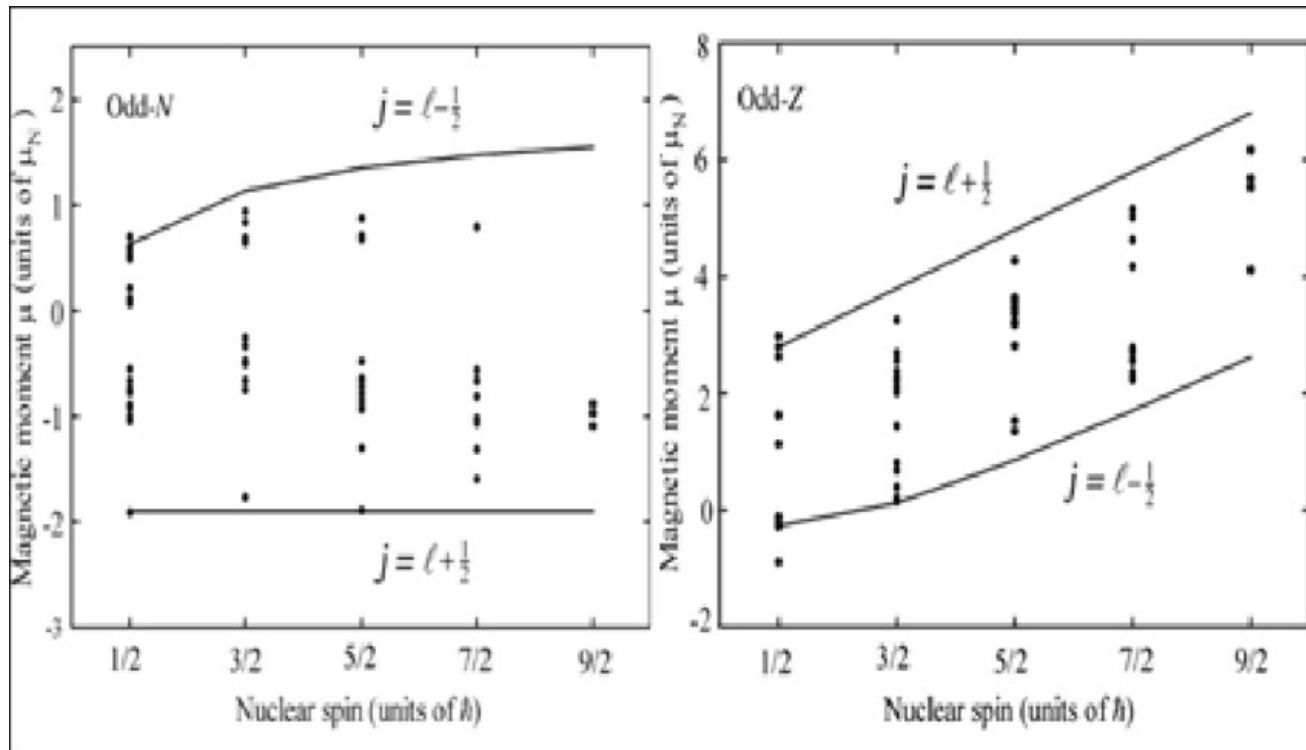 Odd-N
j = ℓ−½
j = ℓ+½
Magnetic moment μ (units of μN)
2
1
0
-1
-2
-3
1/2 3/2 5/2 7/2 9/2
Nuclear spin (units of ħ)
Odd-Z
j = ℓ+½
j = ℓ−½
Magnetic moment μ (units of μN)
8
6
4
2
0
-2
1/2 3/2 5/2 7/2 9/2
Nuclear spin (units of ħ)